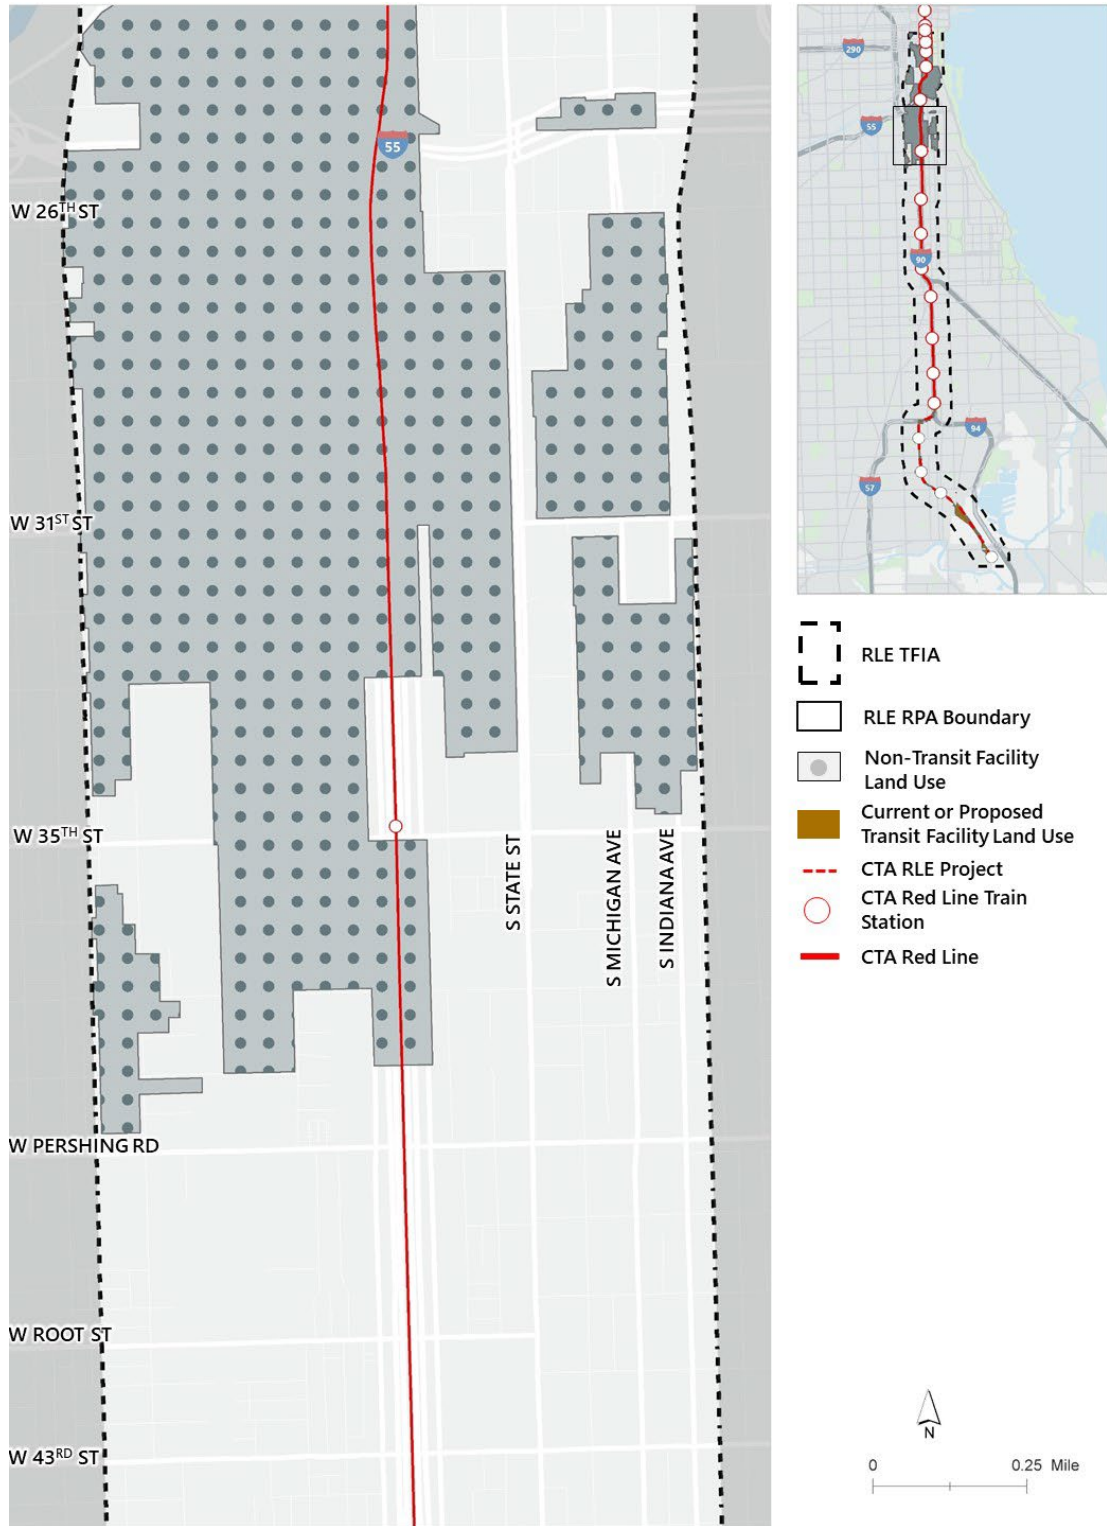 55
W 26TH ST
W 31ST ST
W 35TH ST
S STATE ST
S MICHIGAN AVE
S INDIANA AVE
W PERSHING RD
W ROOT ST
W 43RD ST
290
55
90
94
57
RLE TFIA
RLE RPA Boundary
Non-Transit Facility
Land Use
Current or Proposed
Transit Facility Land Use
CTA RLE Project
CTA Red Line Train
Station
CTA Red Line
N
0 0.25 Mile